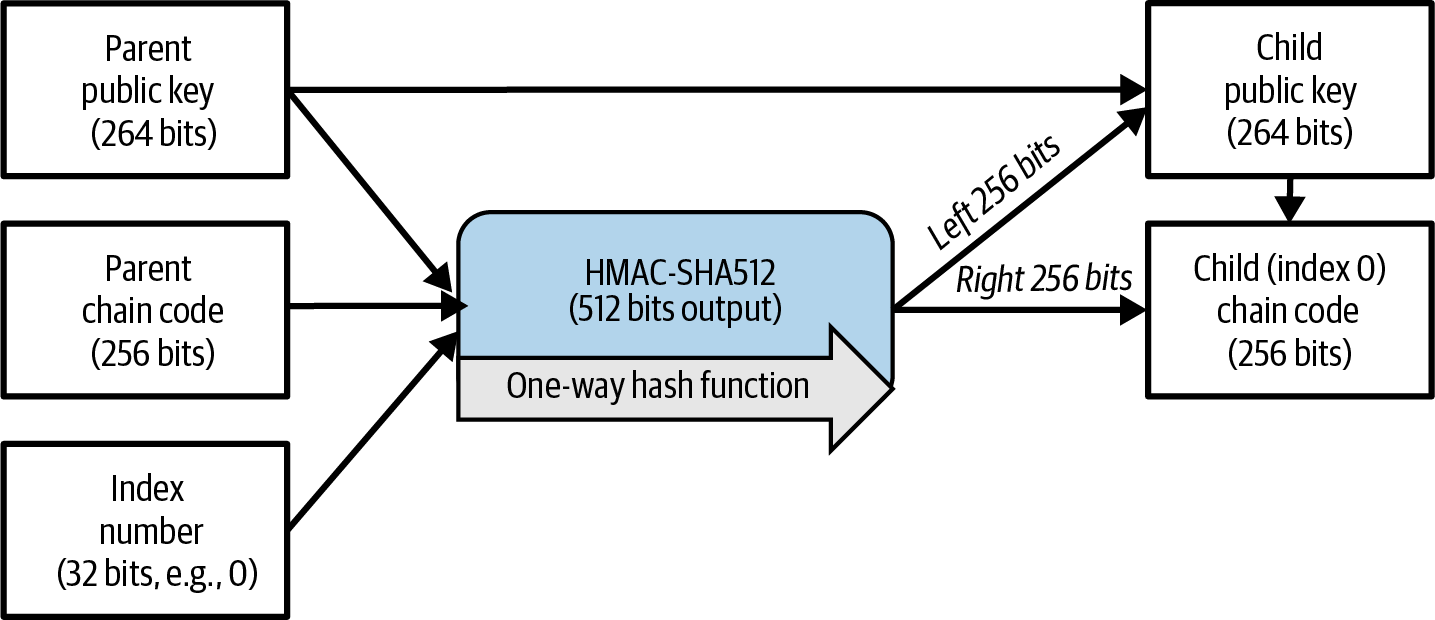 Parent
public key
(264 bits)
Parent
chain code
(256 bits)
Index
number
(32 bits, e.g., 0)
HMAC-SHA512
(512 bits output)
One-way hash function
Left 256 bits
Right 256 bits
Child
public key
(264 bits)
Child (index 0)
chain code
(256 bits)